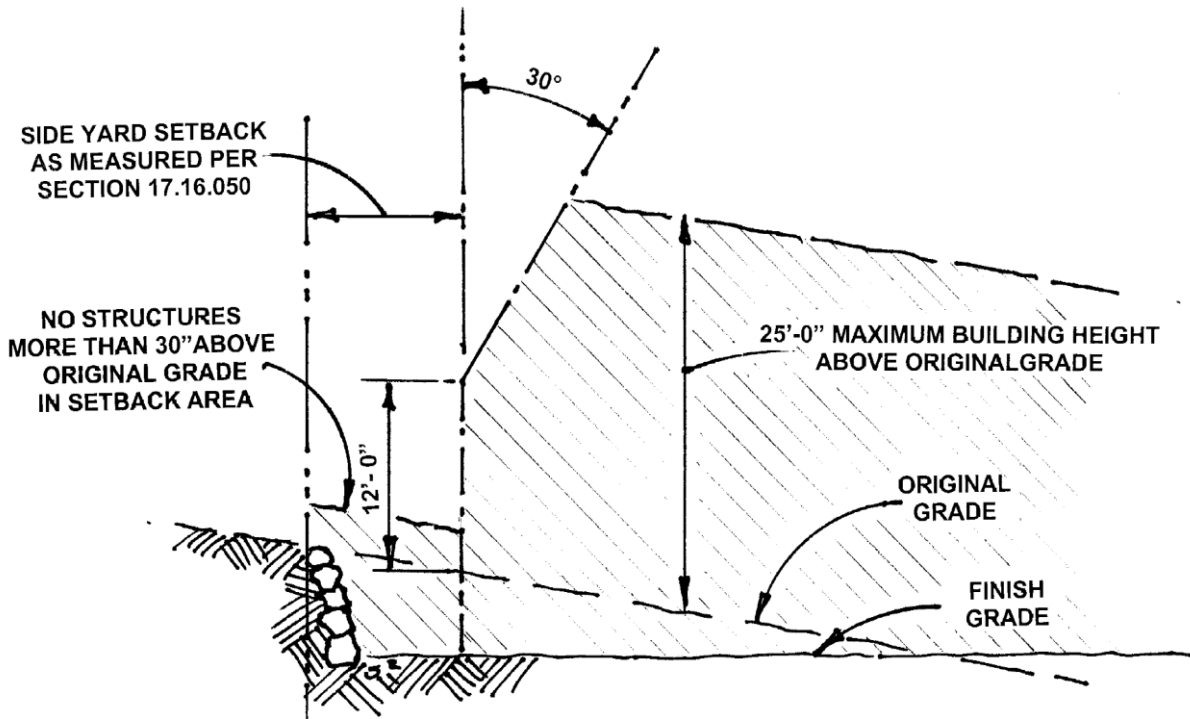 30°
SIDE YARD SETBACK
AS MEASURED PER
SECTION 17.16.050
NO STRUCTURES
MORE THAN 30”ABOVE
ORIGINAL GRADE
IN SETBACK AREA
25’-0” MAXIMUM BUILDING HEIGHT
ABOVE ORIGINALGRADE
12’- 0”
ORIGINAL
GRADE
FINISH
GRADE